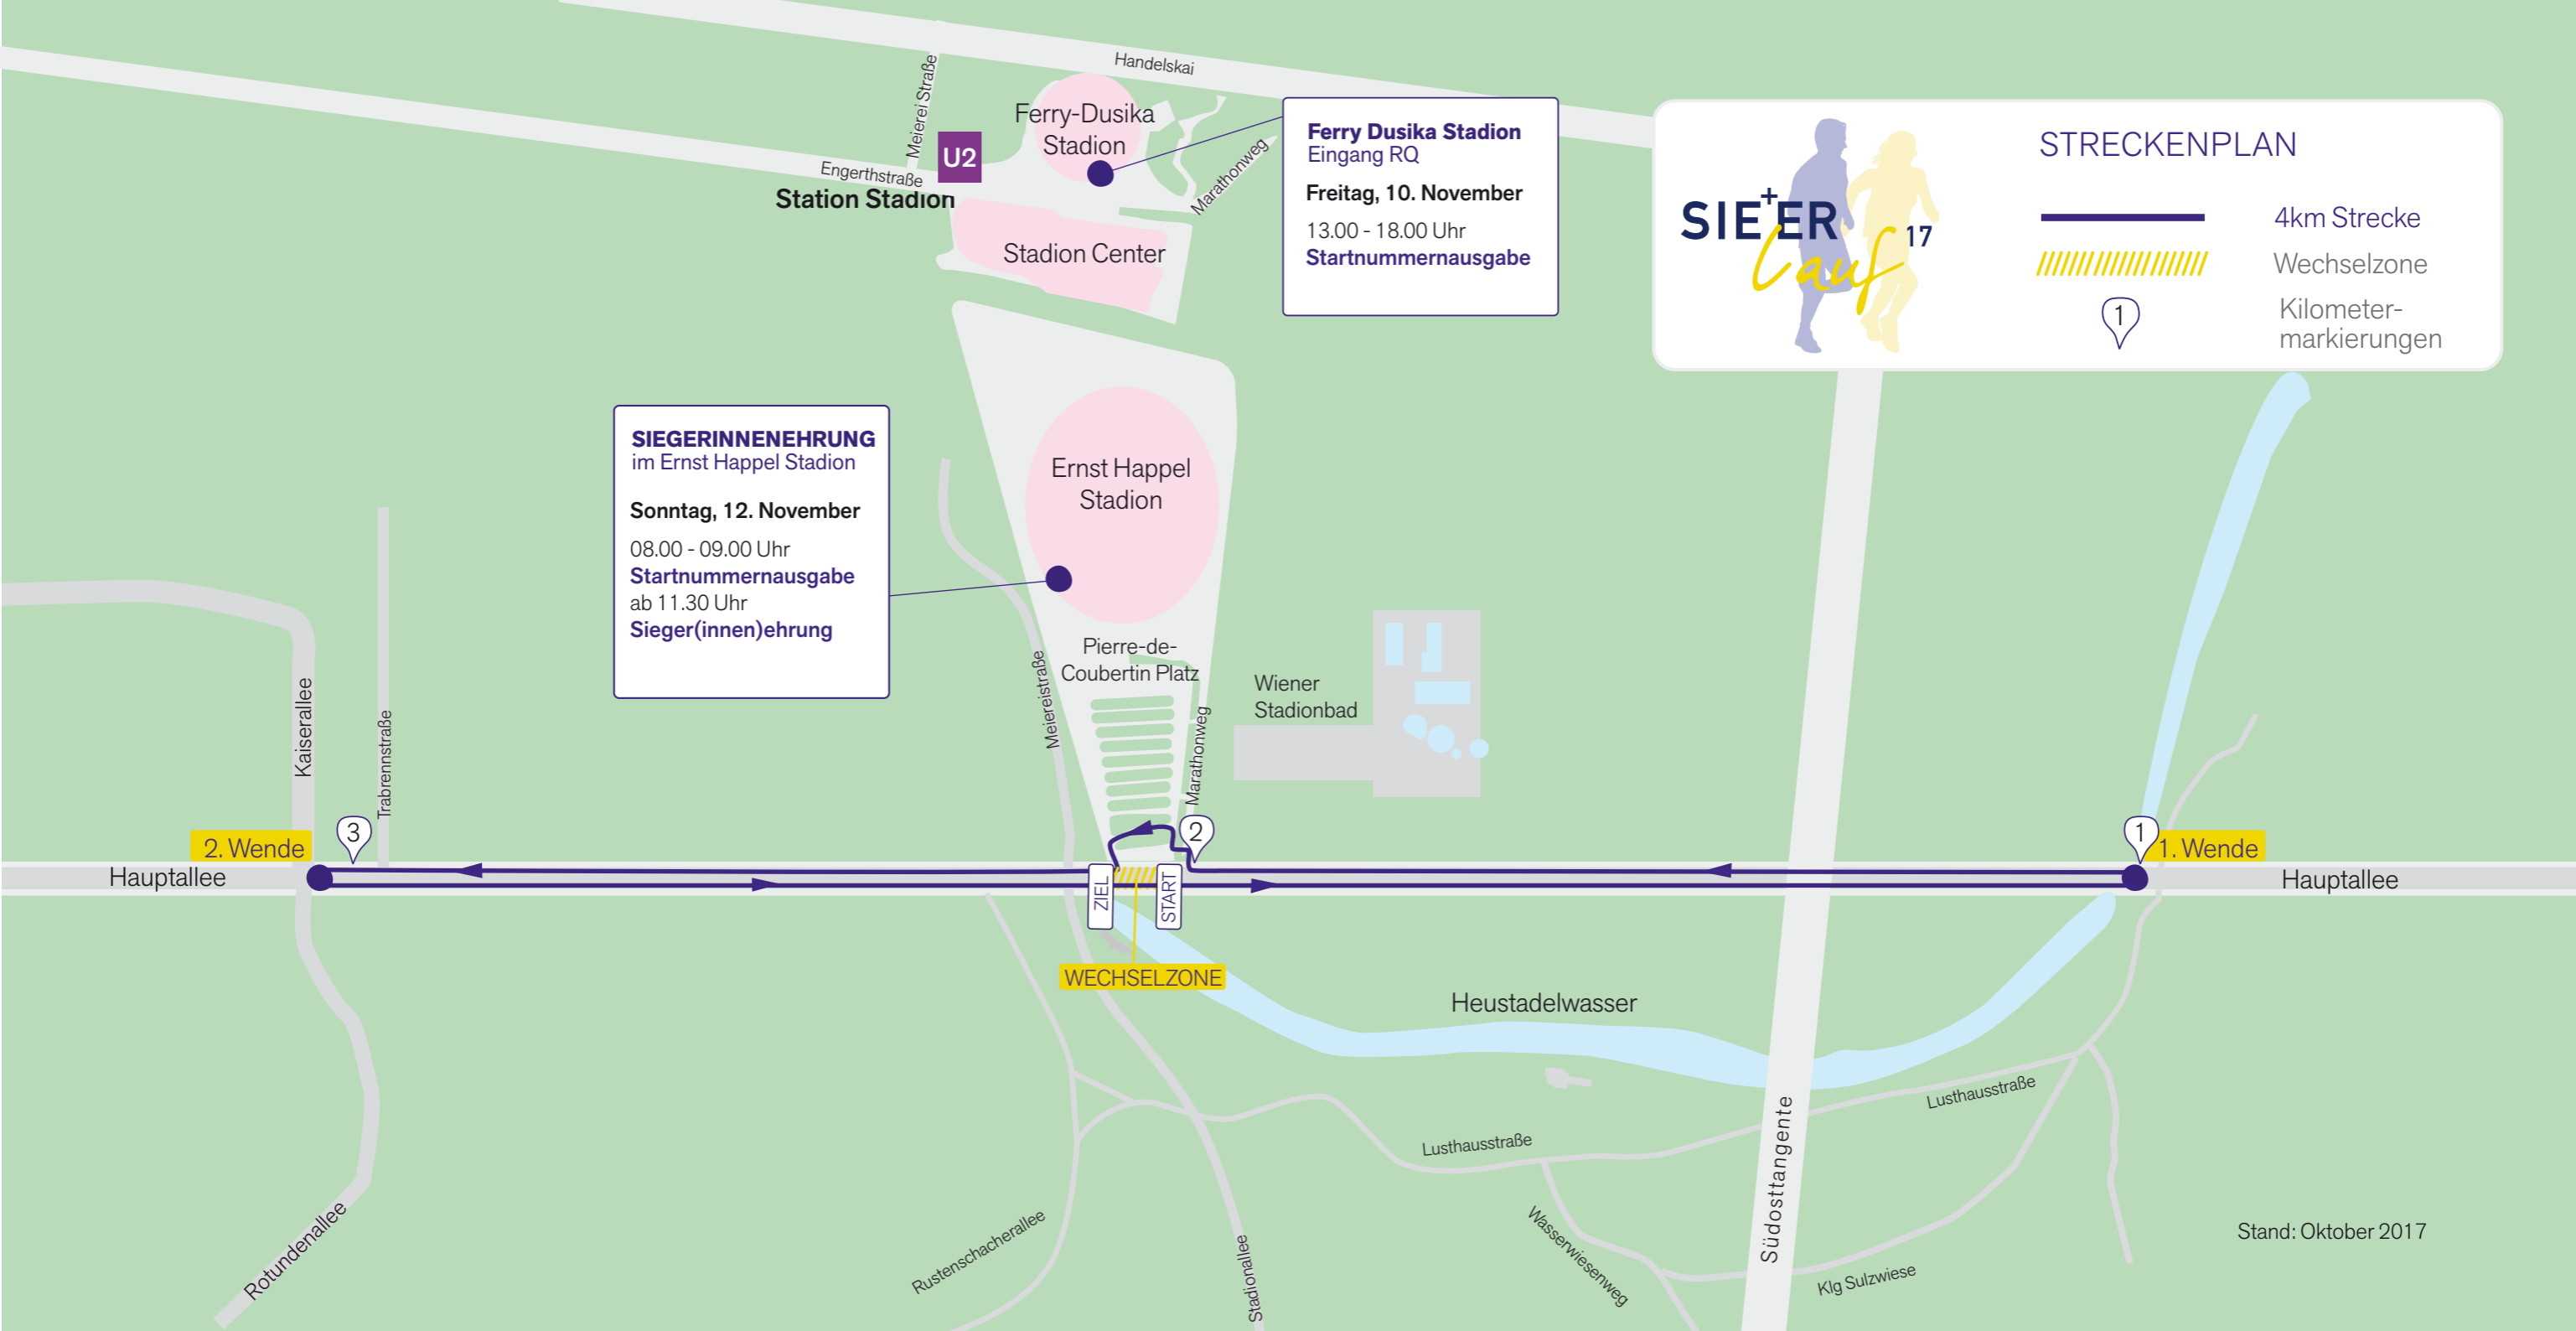 Handelskai
Meierei Straße
Ferry-Dusika
Stadion
U2
Engerthstraße
Station Stadion
Marathonweg
Stadion Center
Ferry Dusika Stadion
Eingang RQ
Freitag, 10. November
13.00 - 18.00 Uhr
Startnummernausgabe
SIE+ER
lauf
17
STRECKENPLAN
4km Strecke
Wechselzone
1
Kilometer-
markierungen
SIEGERINNENEHRUNG
im Ernst Happel Stadion
Sonntag, 12. November
08.00 - 09.00 Uhr
Startnummernausgabe
ab 11.30 Uhr
Sieger(innen)ehrung
Ernst Happel
Stadion
Pierre-de-
Coubertin Platz
Meiereistraße
Marathonweg
Wiener
Stadionbad
Kaiserallee
Trabrennstraße
2. Wende
3
2
1
1. Wende
Hauptallee
ZIEL
START
Hauptallee
WECHSELZONE
Heustadelwasser
Lusthausstraße
Lusthausstraße
Südosttangente
Rotundenallee
Rustenschacherallee
Stadionallee
Wasserwiesenweg
Klg Sulzwiese
Stand: Oktober 2017